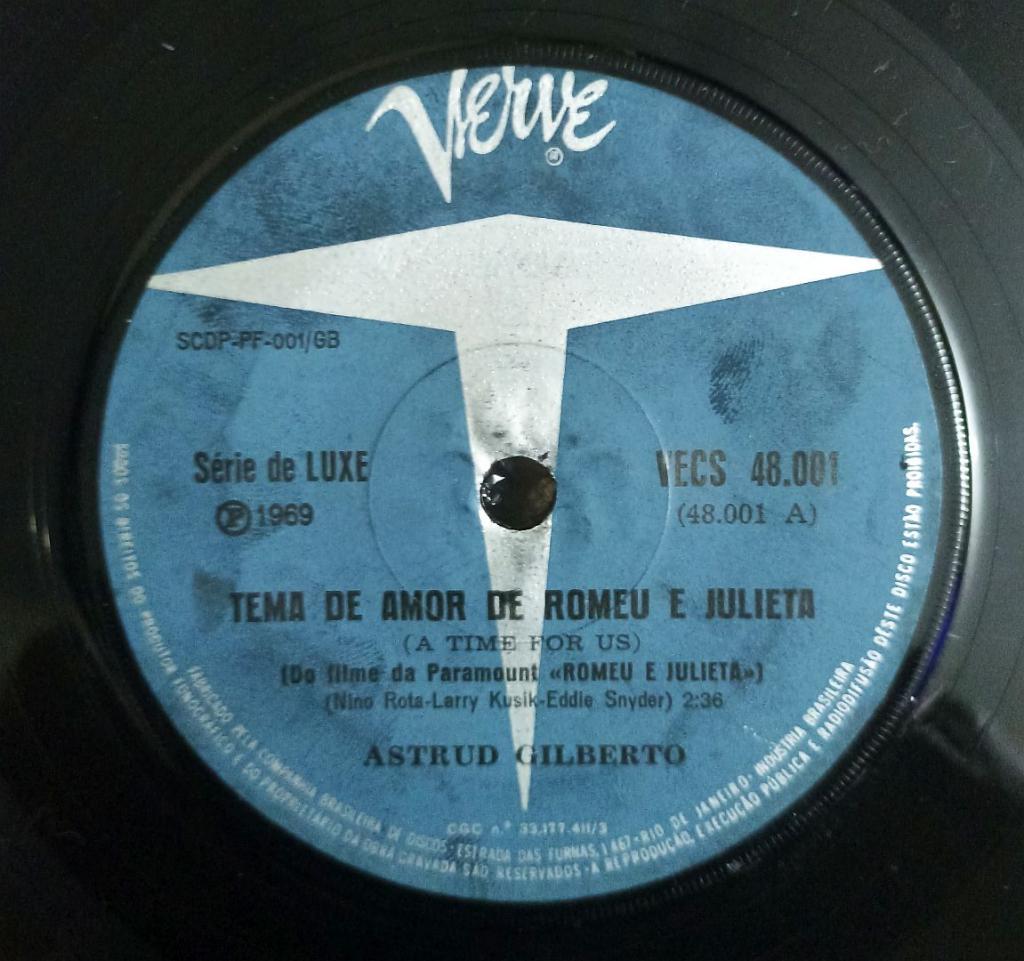 Verve
SCDP-PF-001/GB
Série de LUXE
VECS 48.001
Ⓟ 1969
(48.001 A)
TEMA DE AMOR DE ROMEU E JULIETA
(A TIME FOR US)
(Do filme da Paramount «ROMEU E JULIETA»)
(Nino Rota-Larry Kusik-Eddie Snyder) 2:36
ASTRUD GILBERTO
CGC n.º 33.177.411/3
FABRICADO PELA COMPANHIA BRASILEIRA DE DISCOS: ESTRADA DAS FURNAS, 1467-RIO DE JANEIRO- INDÚSTRIA BRASILEIRA
TODOS OS DIREITOS DO PRODUTOR FONOGRÁFICO E DO PROPRIETÁRIO DA OBRA GRAVADA SÃO RESERVADOS - A REPRODUÇÃO, EXECUÇÃO PÚBLICA E RADIODIFUSÃO DESTE DISCO ESTÃO PROIBIDAS.